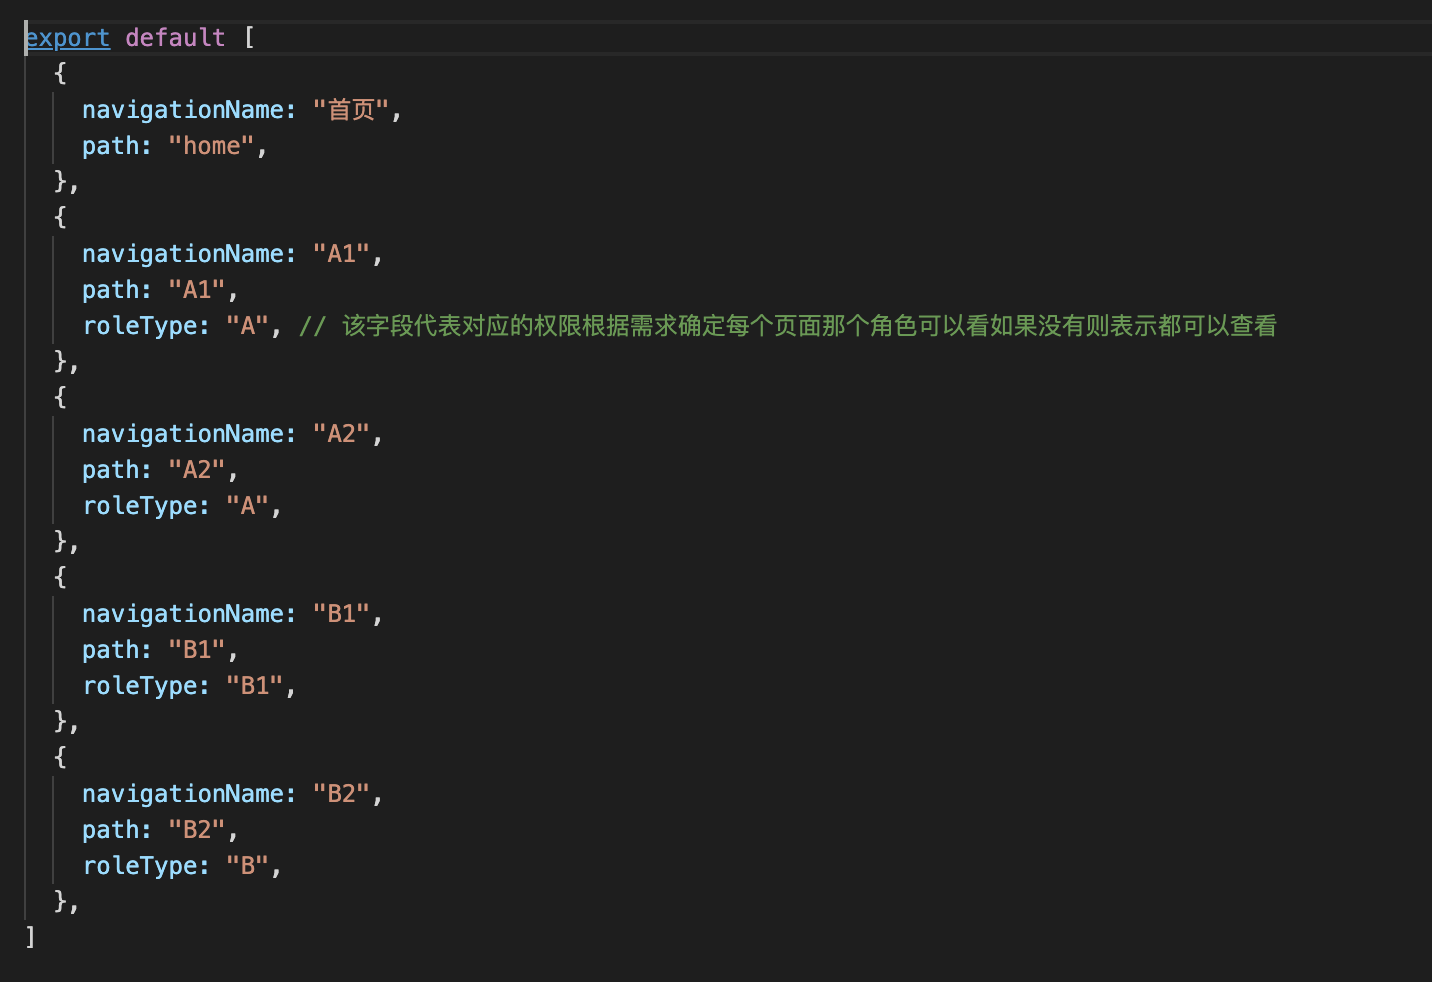 export default [
  {
    navigationName: "首页",
    path: "home",
  },
  {
    navigationName: "A1",
    path: "A1",
    roleType: "A", // 该字段代表对应的权限根据需求确定每个页面那个角色可以看如果没有则表示都可以查看
  },
  {
    navigationName: "A2",
    path: "A2",
    roleType: "A",
  },
  {
    navigationName: "B1",
    path: "B1",
    roleType: "B1",
  },
  {
    navigationName: "B2",
    path: "B2",
    roleType: "B",
  },
]